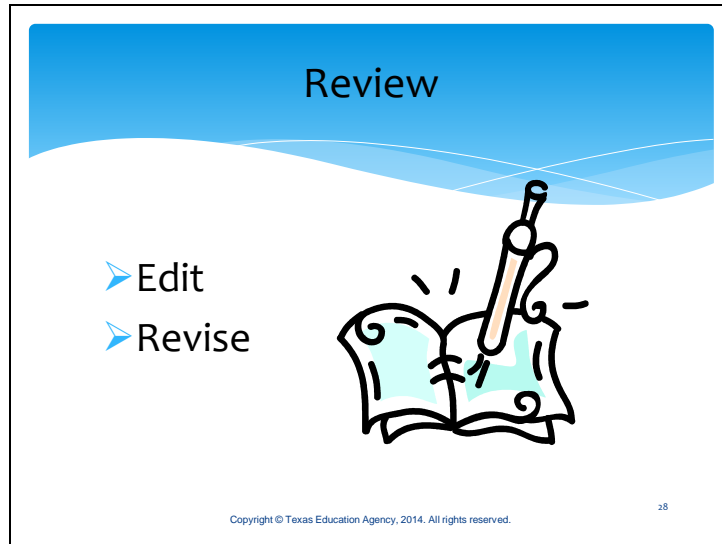 Review
Edit
Revise
28
Copyright © Texas Education Agency, 2014. All rights reserved.